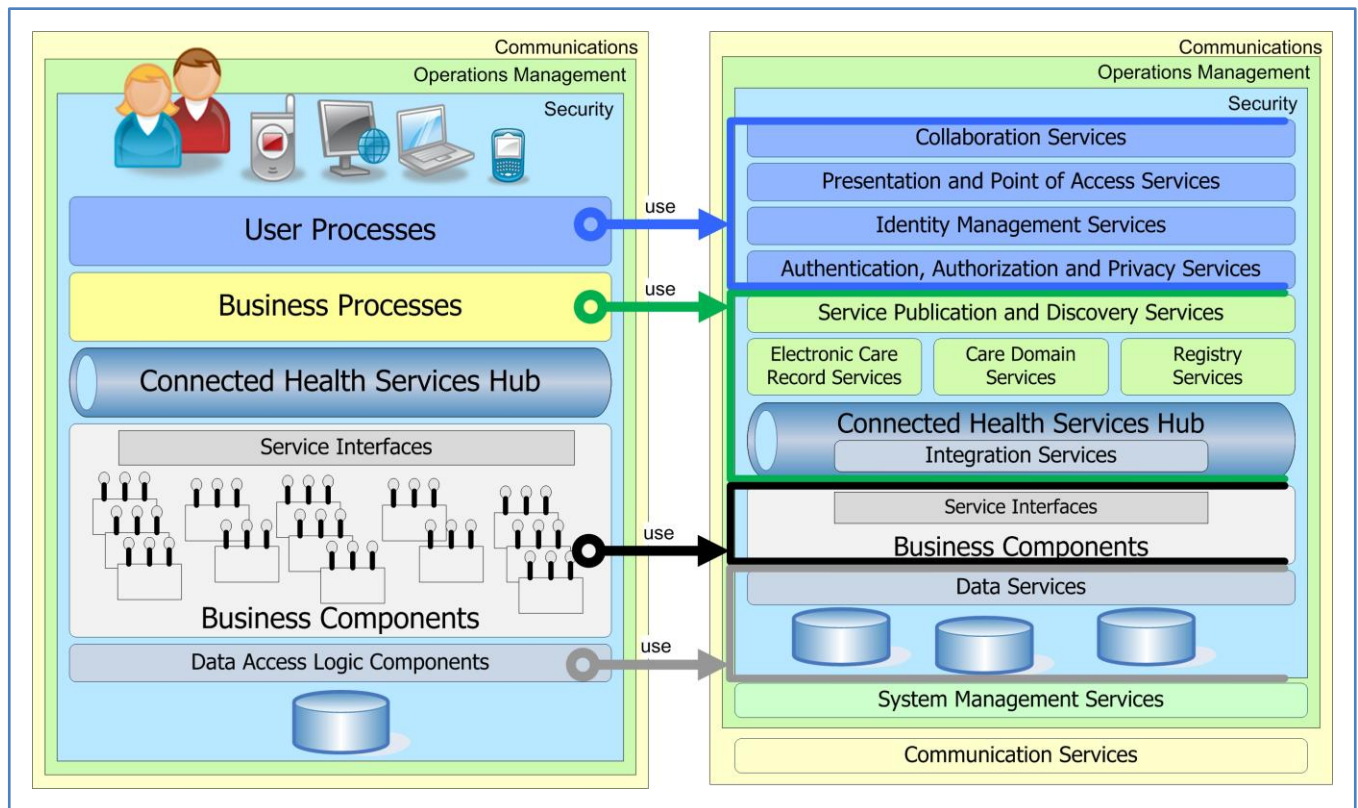 Communications
Operations Management
Security
User Processes
Business Processes
Connected Health Services Hub
Service Interfaces
Business Components
Data Access Logic Components
use
use
use
use
Communications
Operations Management
Security
Collaboration Services
Presentation and Point of Access Services
Identity Management Services
Authentication, Authorization and Privacy Services
Service Publication and Discovery Services
Electronic Care
Record Services
Care Domain
Services
Registry
Services
Connected Health Services Hub
Integration Services
Service Interfaces
Business Components
Data Services
System Management Services
Communication Services